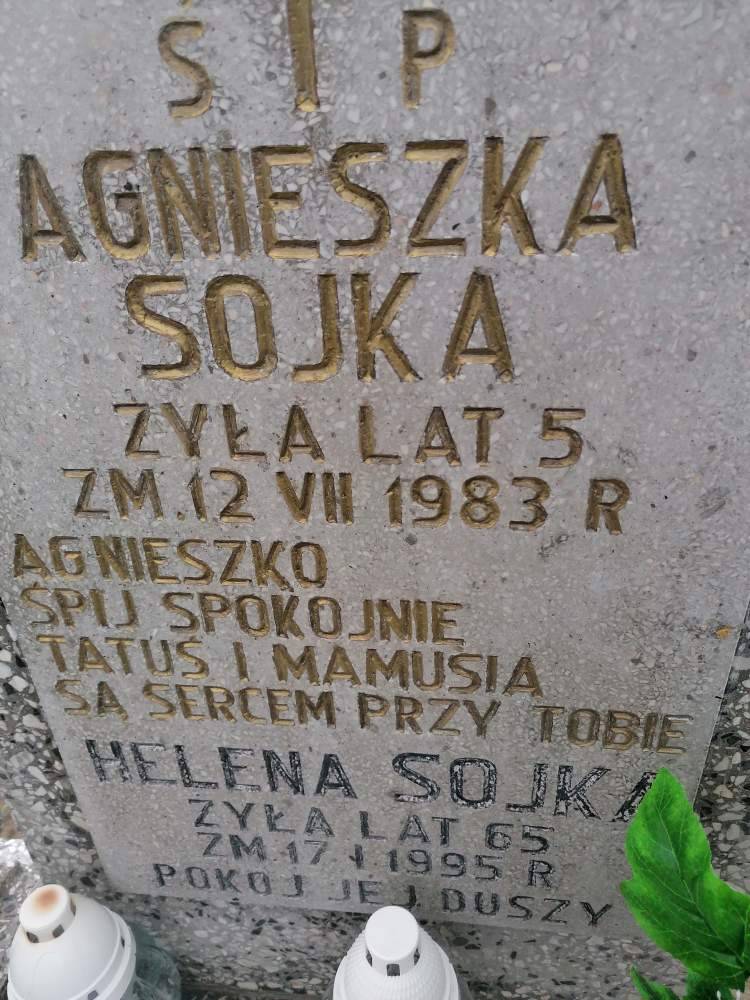 Ś P
AGNIESZKA
SOJKA
ŻYŁA LAT 5
ZM. 12 VII 1983 R
AGNIESZKO
ŚPIJ SPOKOJNIE
TATUŚ I MAMUSIA
SĄ SERCEM PRZY TOBIE
HELENA SOJKA
ŻYŁA LAT 65
ZM 17 I 1995 R
POKÓJ JEJ DUSZY